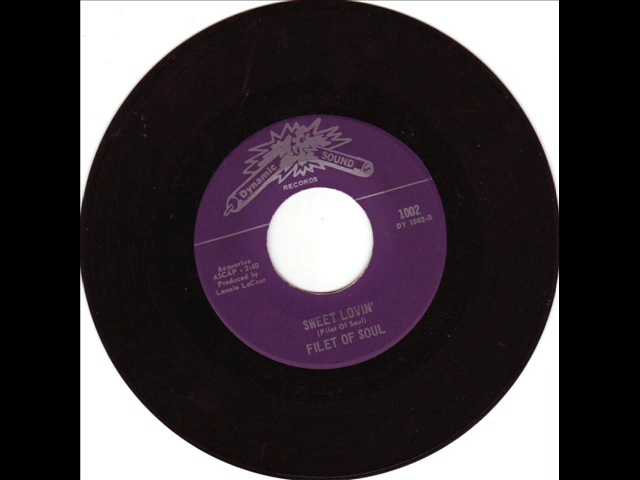 Dynamic SOUND
RECORDS
1002
DY 1002-B
Acquarius
ASCAP - 2:40
Produced by
Lennie LaCour
SWEET LOVIN'
(Filet Of Soul)
FILET OF SOUL